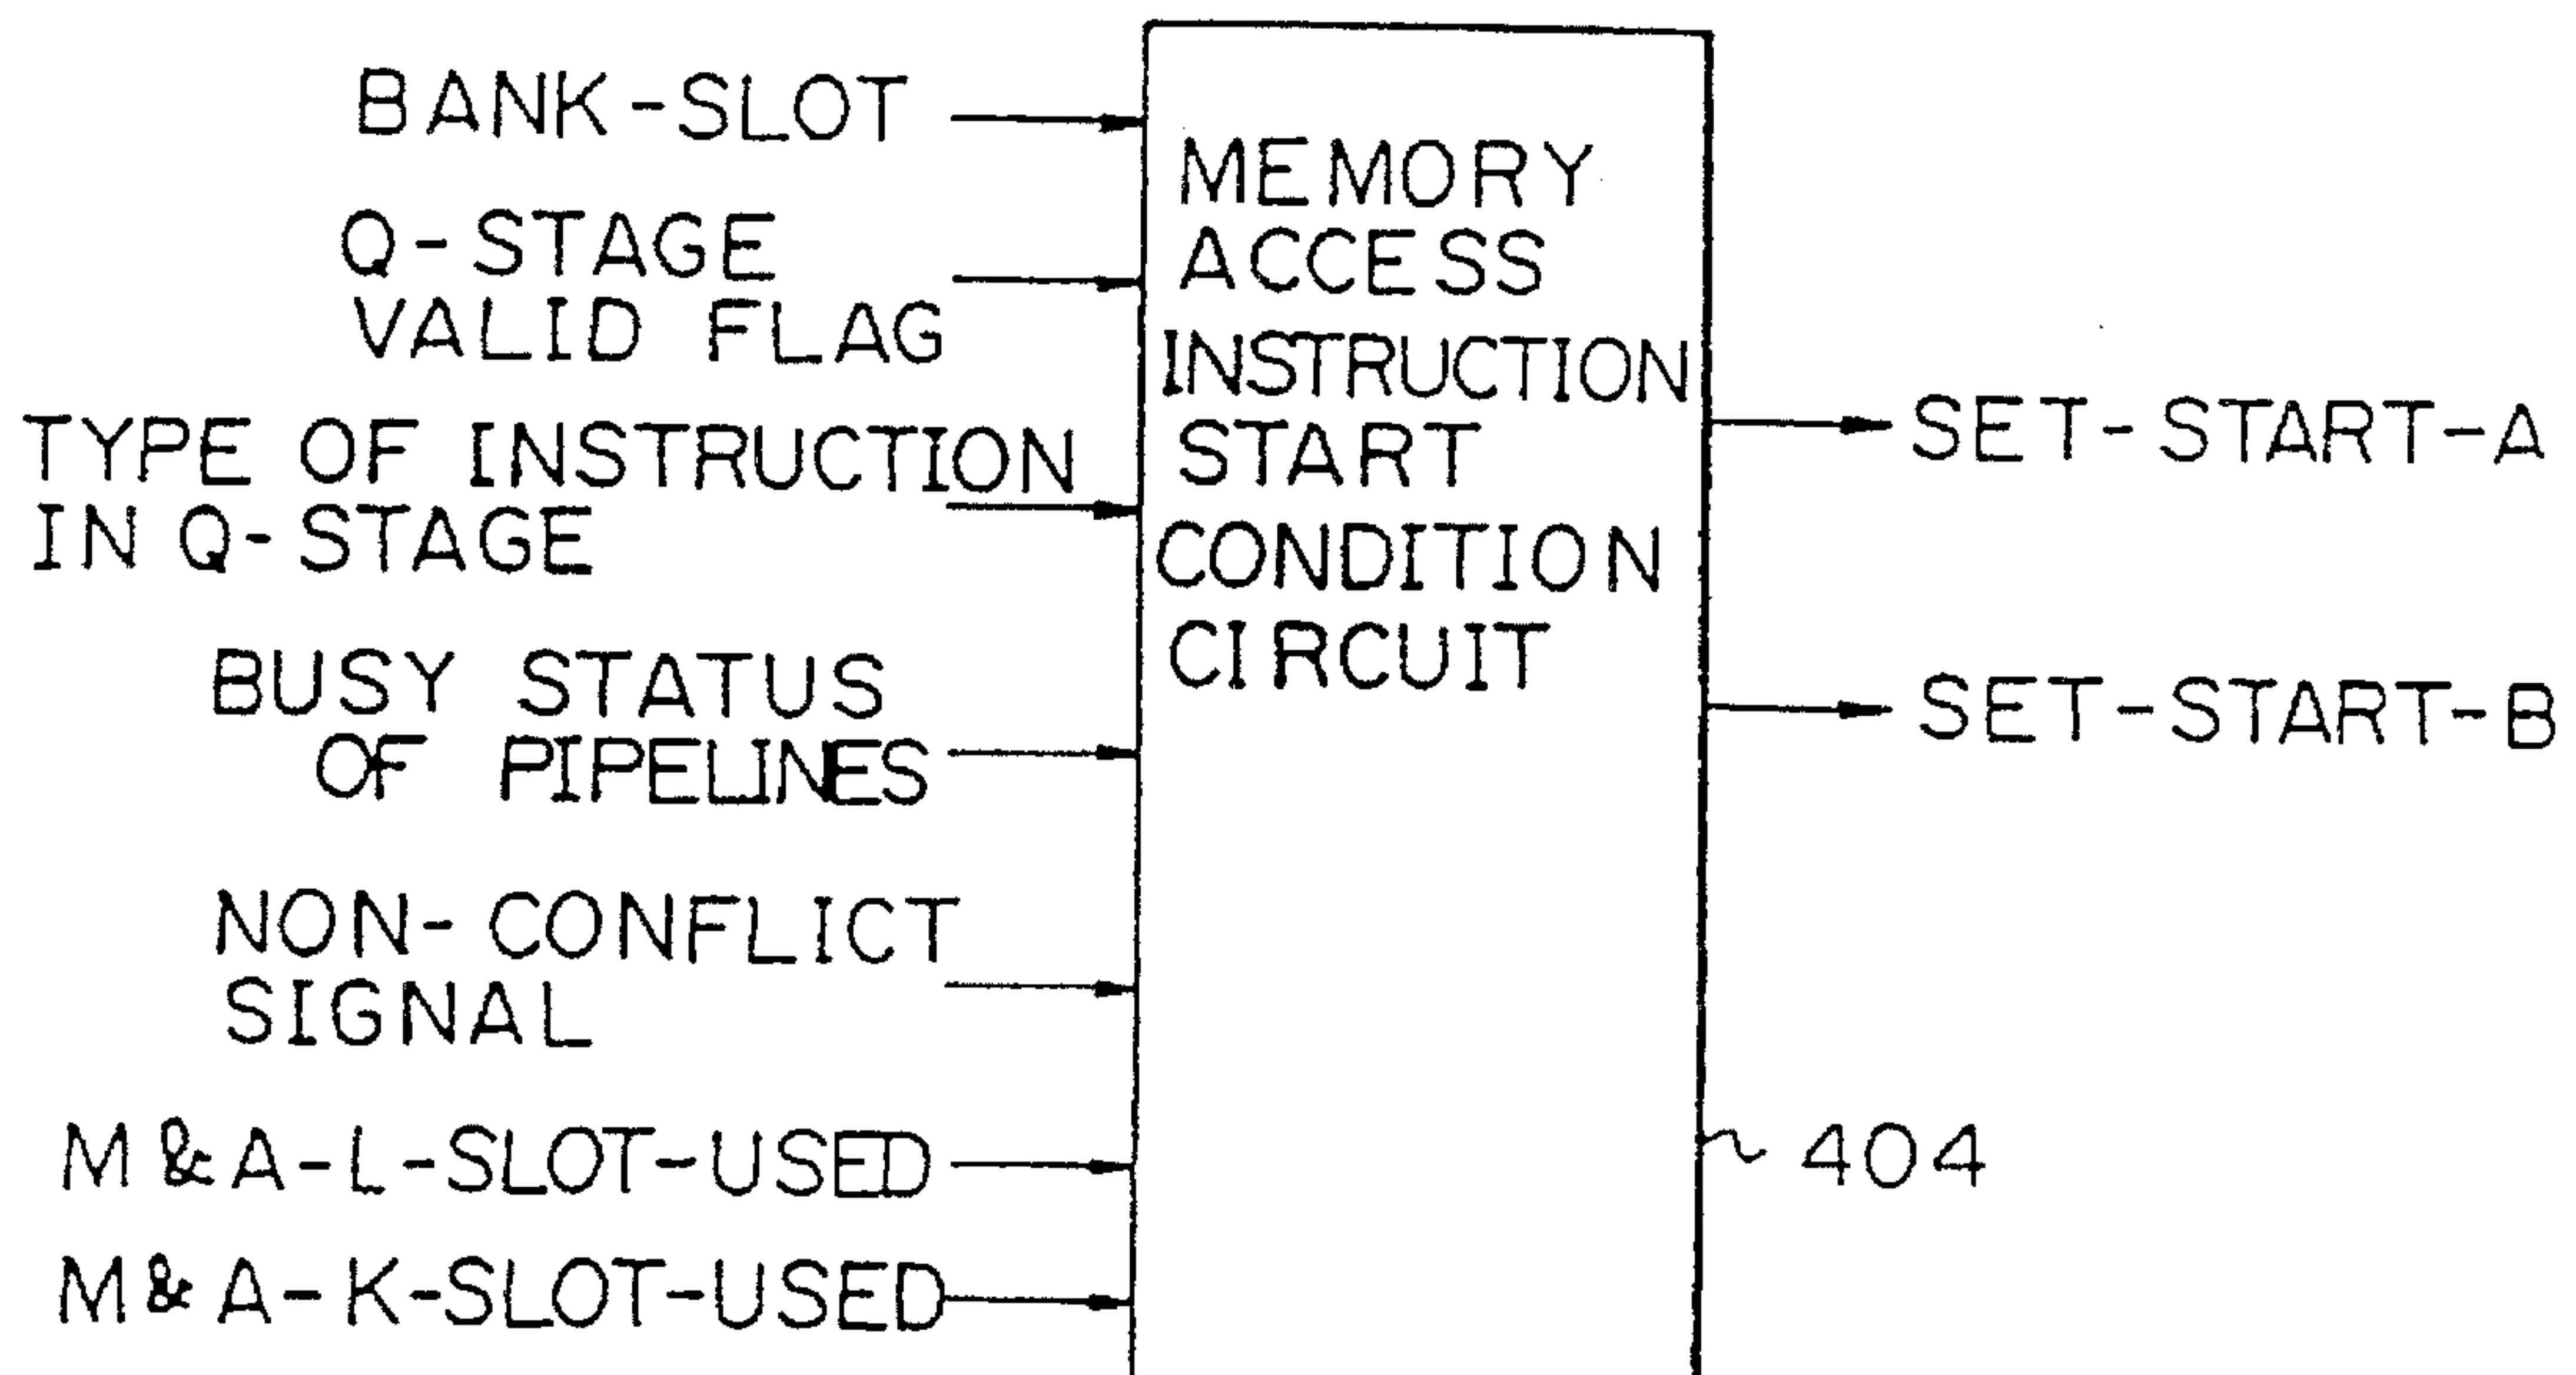 BANK-SLOT
Q-STAGE
VALID FLAG
TYPE OF INSTRUCTION
IN Q-STAGE
BUSY STATUS
OF PIPELINES
NON-CONFLICT
SIGNAL
M&A-L-SLOT-USED
M&A-K-SLOT-USED
MEMORY
ACCESS
INSTRUCTION
START
CONDITION
CIRCUIT
SET-START-A
SET-START-B
404